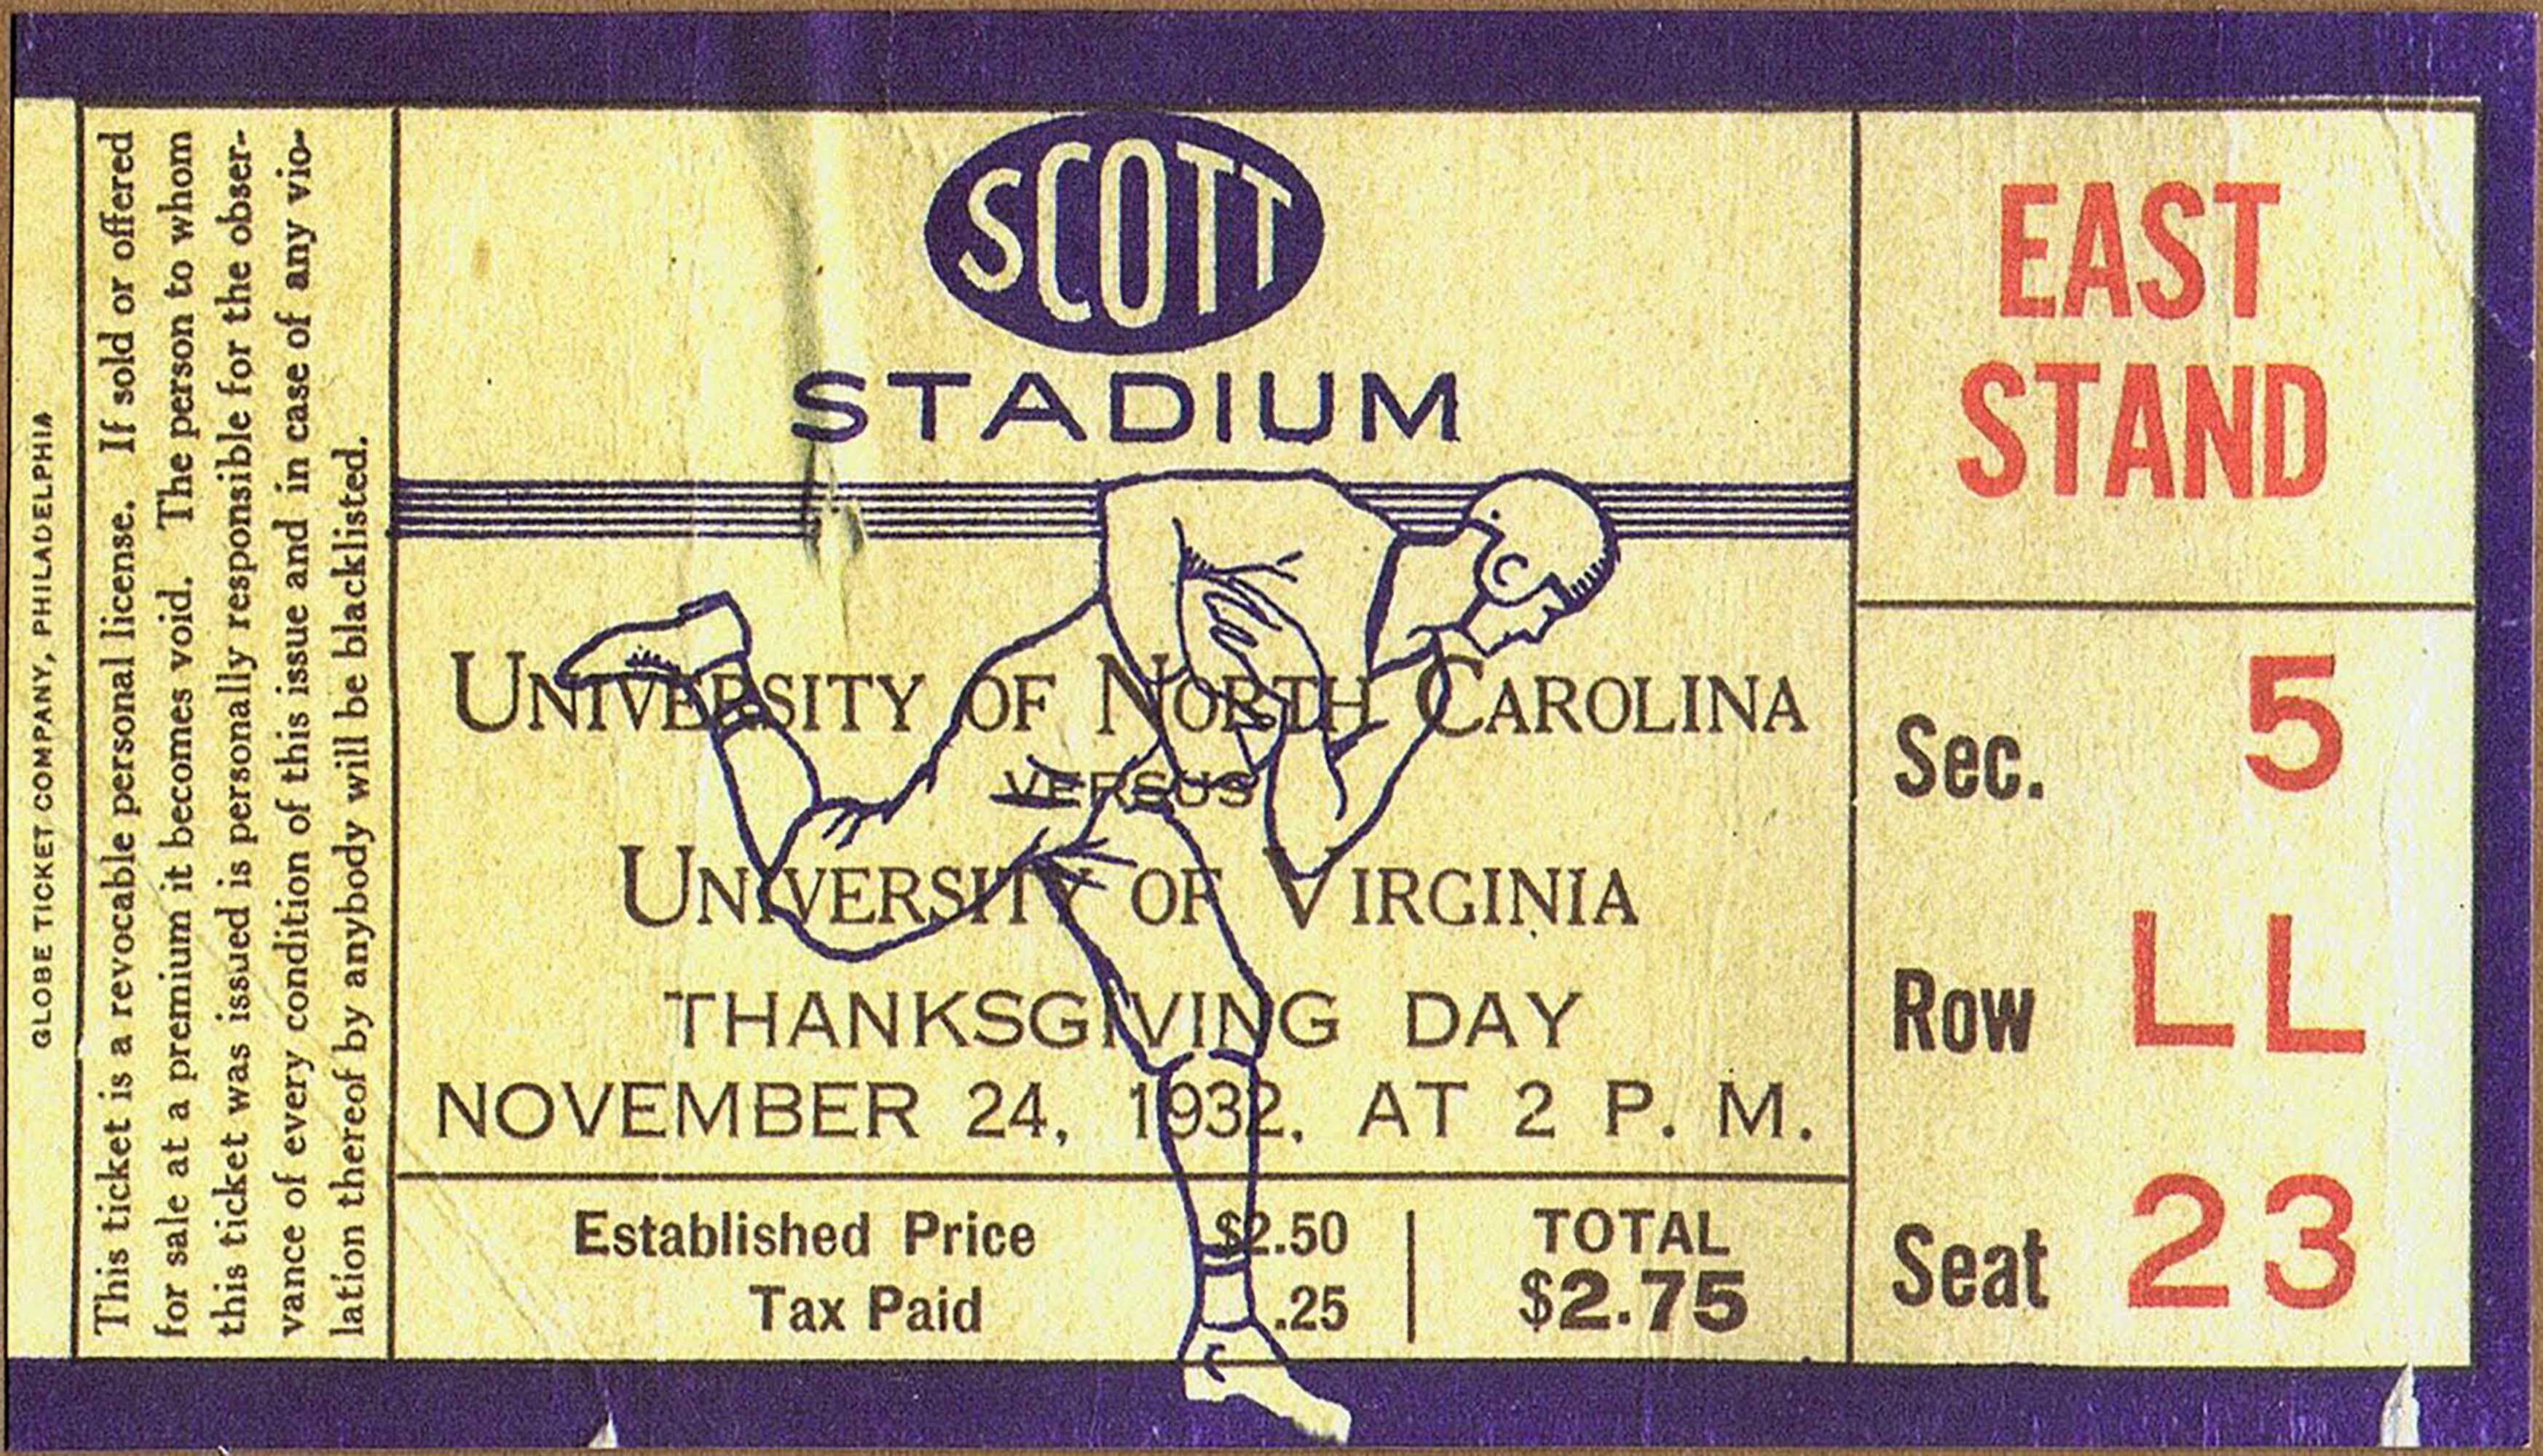 GLOBE TICKET COMPANY, PHILADELPHIA
This ticket is a revocable personal license. If sold or offered
for sale at a premium it becomes void. The person to whom
this ticket was issued is personally responsible for the obser-
vance of every condition of this issue and in case of any vio-
lation thereof by anybody will be blacklisted.
SCOTT
STADIUM
UNIVERSITY OF NORTH CAROLINA
VERSUS
UNIVERSITY OF VIRGINIA
THANKSGIVING DAY
NOVEMBER 24, 1932, AT 2 P. M.
Established Price $2.50
Tax Paid .25
TOTAL
$2.75
EAST
STAND
Sec. 5
Row LL
Seat 23